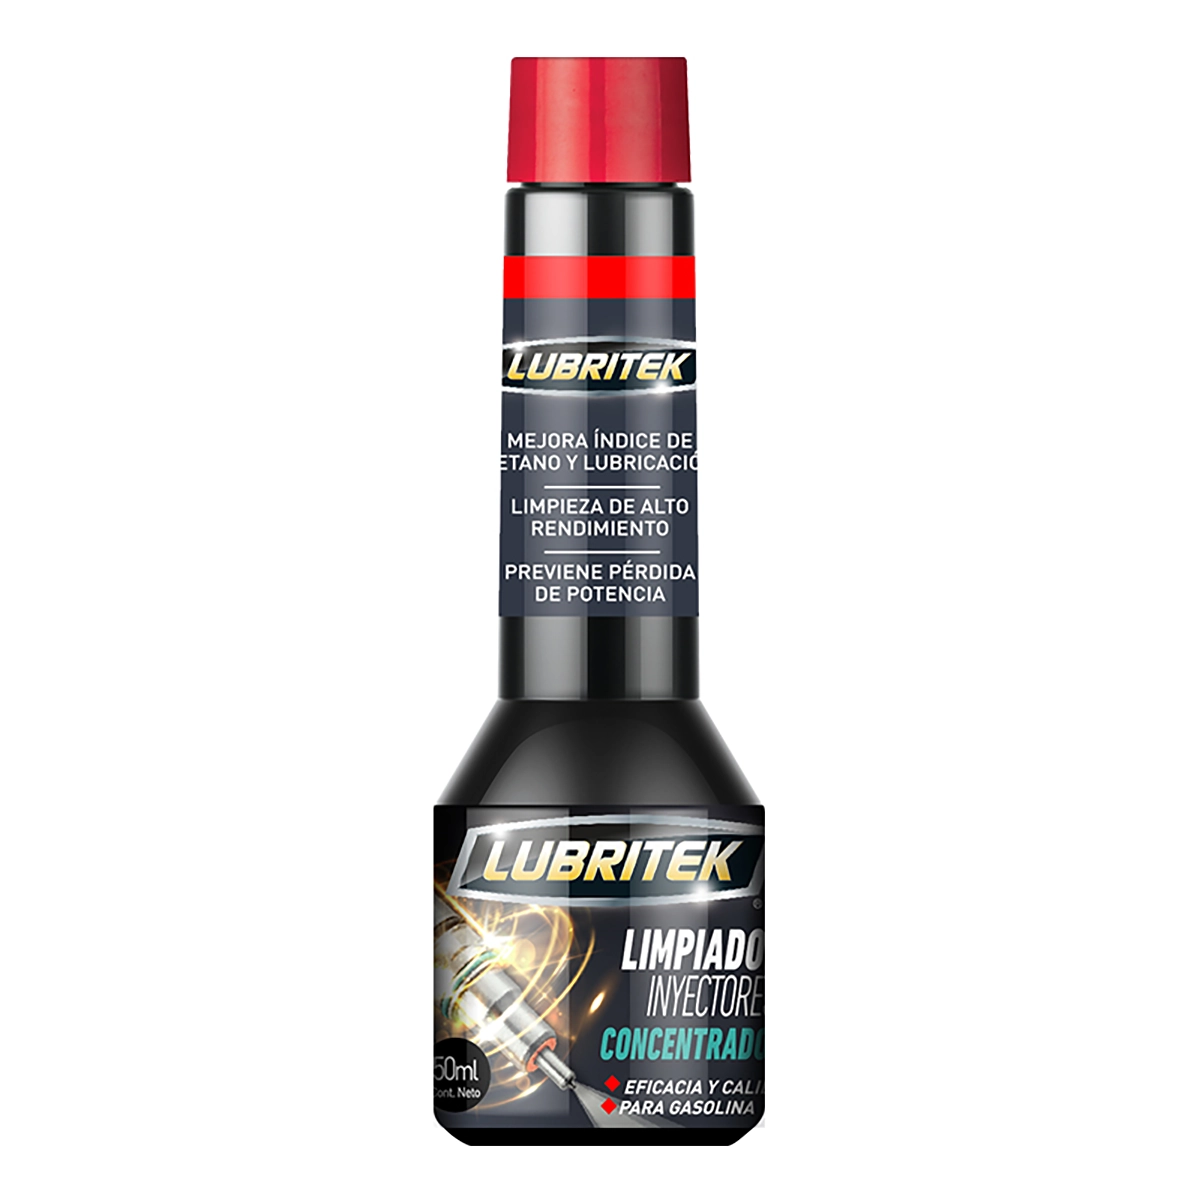 LUBRITEK
MEJORA ÍNDICE DE
ETANO Y LUBRICACIÓ
LIMPIEZA DE ALTO
RENDIMIENTO
PREVIENE PÉRDIDA
DE POTENCIA
LUBRITEK
®
LIMPIADO
INYECTORE
CONCENTRADO
50ml
Cont. Neto
EFICACIA Y CALI
PARA GASOLINA